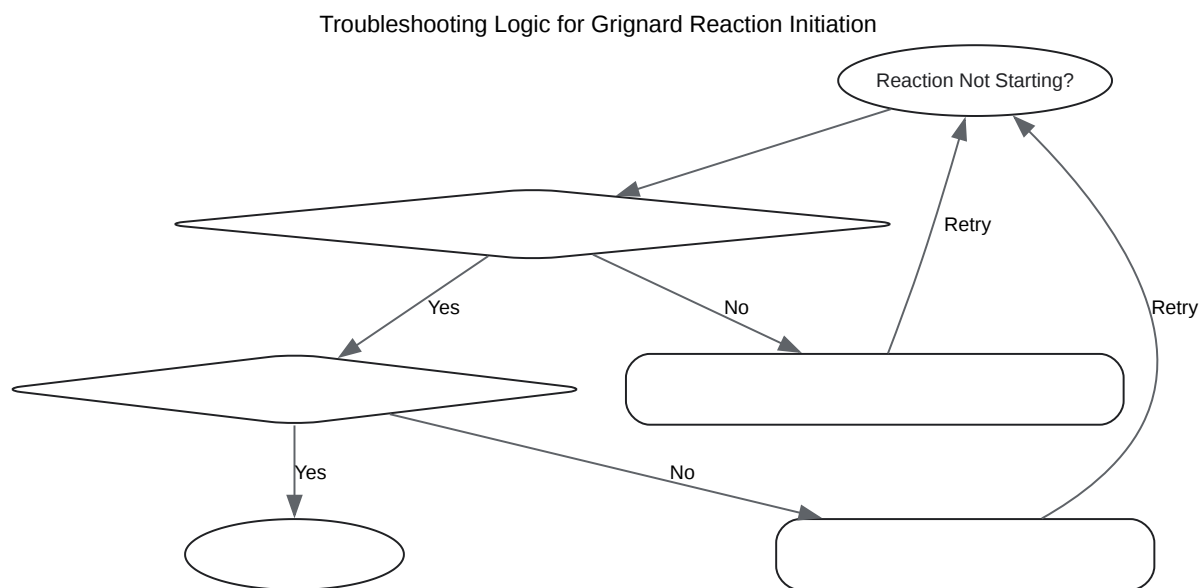 Troubleshooting Logic for Grignard Reaction Initiation
Reaction Not Starting?
Retry
Yes
No
Retry
Yes
No